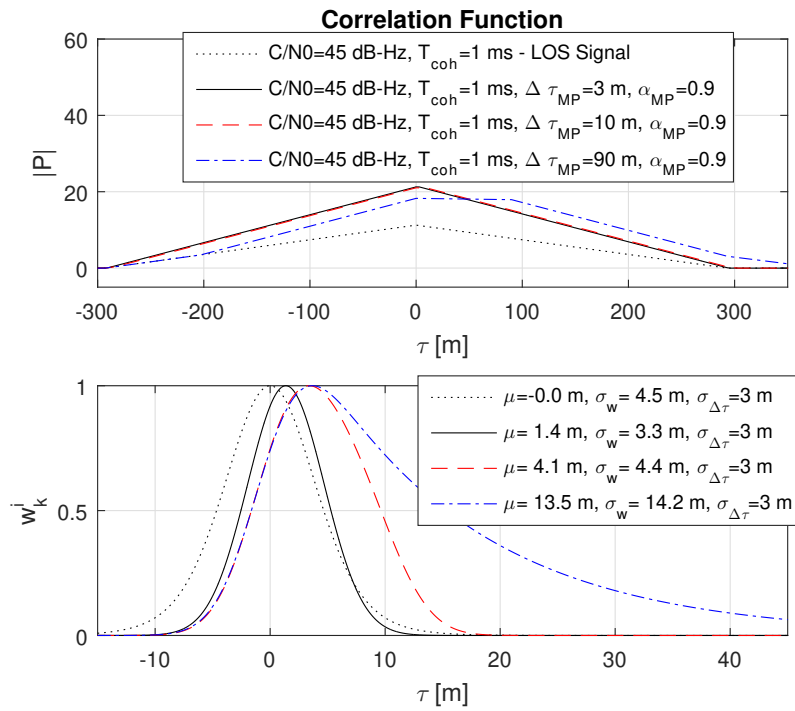 Correlation Function
60
40
20
0
|P|
C/N0=45 dB-Hz, T_coh=1 ms - LOS Signal
C/N0=45 dB-Hz, T_coh=1 ms, Δ τ_MP=3 m, α_MP=0.9
C/N0=45 dB-Hz, T_coh=1 ms, Δ τ_MP=10 m, α_MP=0.9
C/N0=45 dB-Hz, T_coh=1 ms, Δ τ_MP=90 m, α_MP=0.9
-300 -200 -100 0 100 200 300
τ [m]
1
0.5
0
w_k^i
μ=-0.0 m, σ_w= 4.5 m, σ_Δτ=3 m
μ= 1.4 m, σ_w= 3.3 m, σ_Δτ=3 m
μ= 4.1 m, σ_w= 4.4 m, σ_Δτ=3 m
μ= 13.5 m, σ_w= 14.2 m, σ_Δτ=3 m
-10 0 10 20 30 40
τ [m]